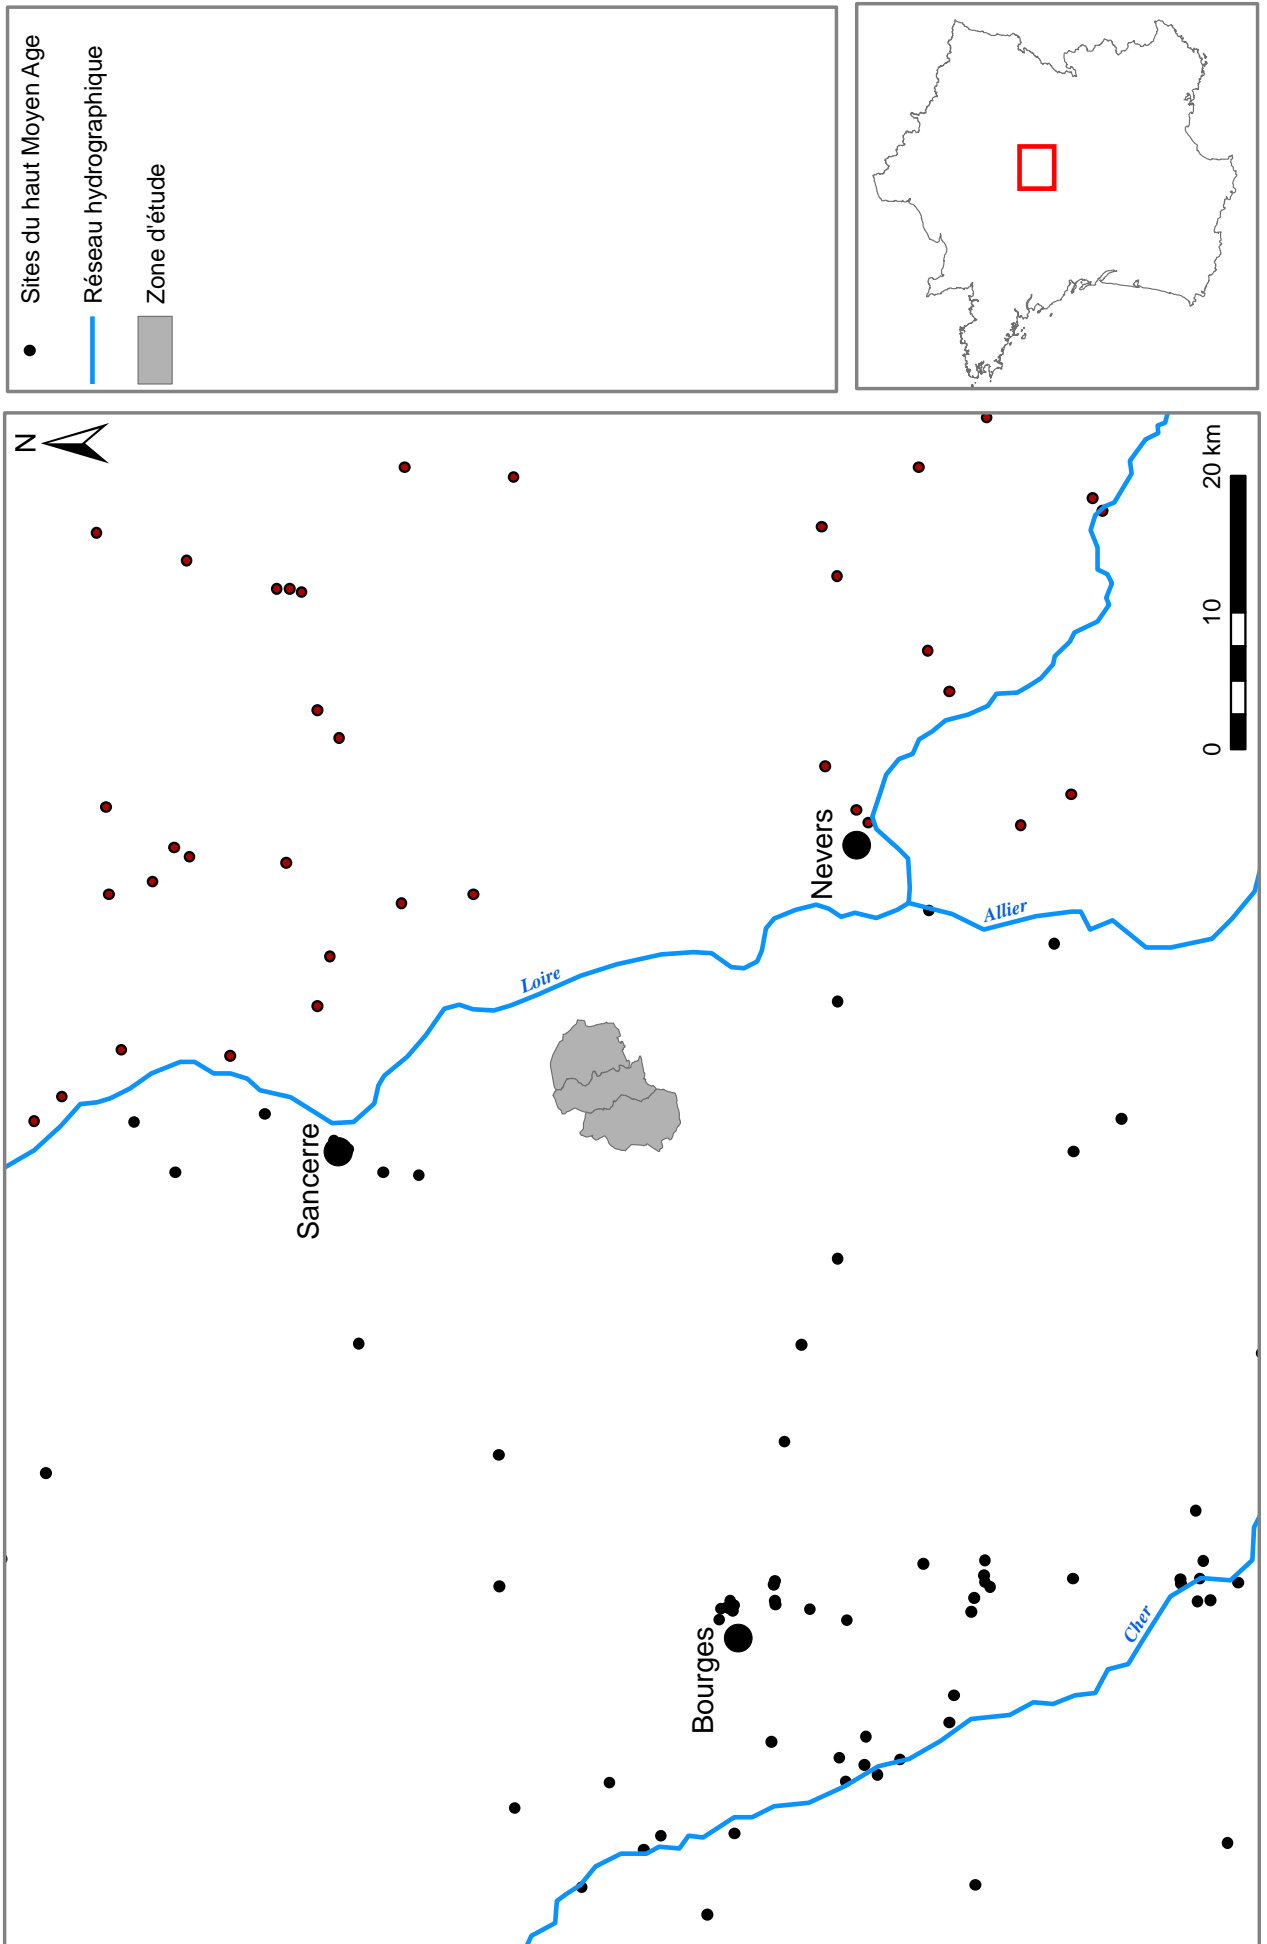 Sites du haut Moyen Age
Réseau hydrographique
Zone d'étude
N
Sancerre
Loire
Nevers
Allier
Bourges
Cher
0 10 20 km